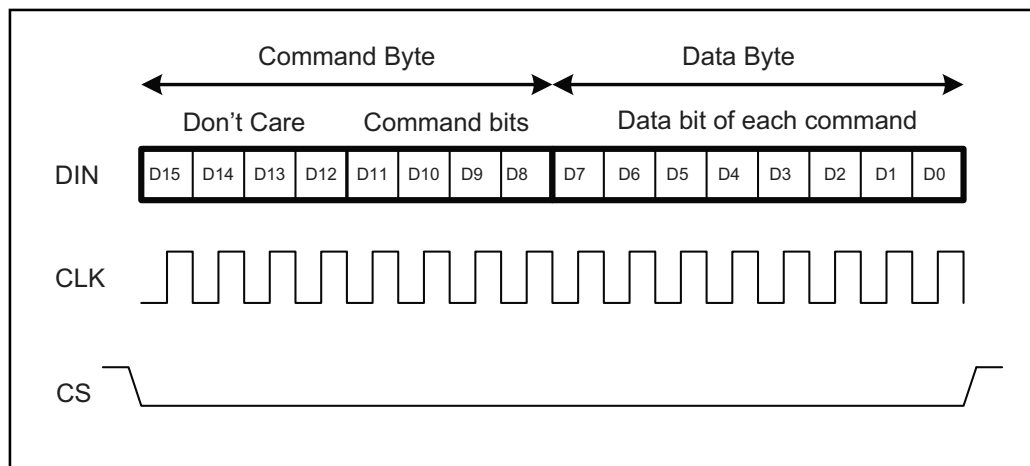 Command Byte Data Byte
Don't Care Command bits Data bit of each command
DIN D15 D14 D13 D12 D11 D10 D9 D8 D7 D6 D5 D4 D3 D2 D1 D0
CLK
CS